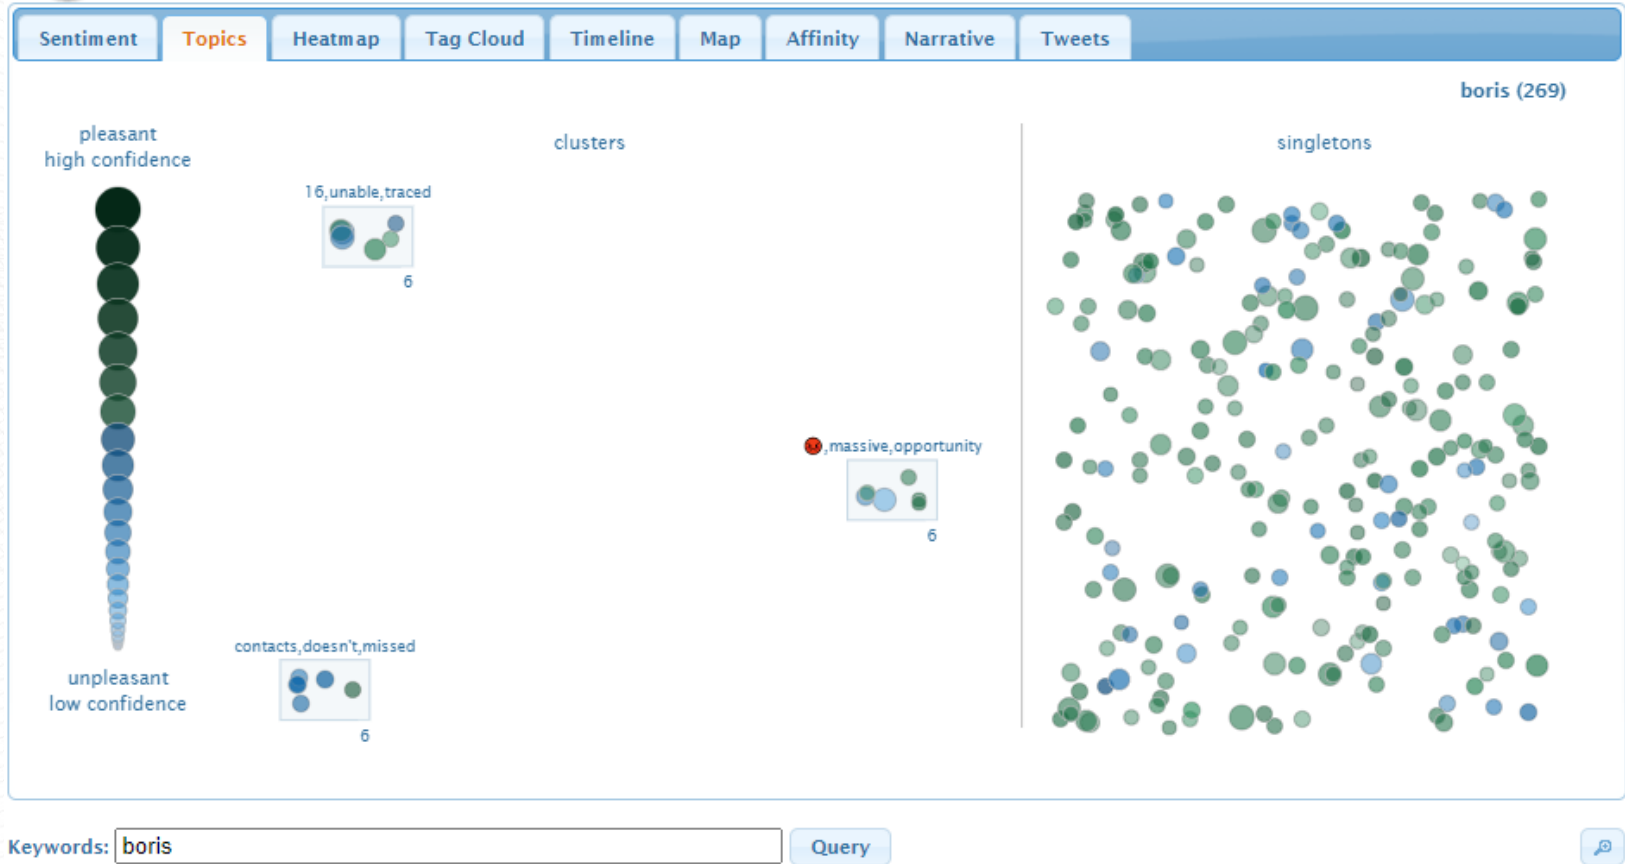 Sentiment Topics Heatmap Tag Cloud Timeline Map Affinity Narrative Tweets
boris (269)
pleasant
high confidence
clusters
singletons
16,unable,traced
6
😡,massive,opportunity
6
contacts,doesn't,missed
6
unpleasant
low confidence
Keywords: boris Query